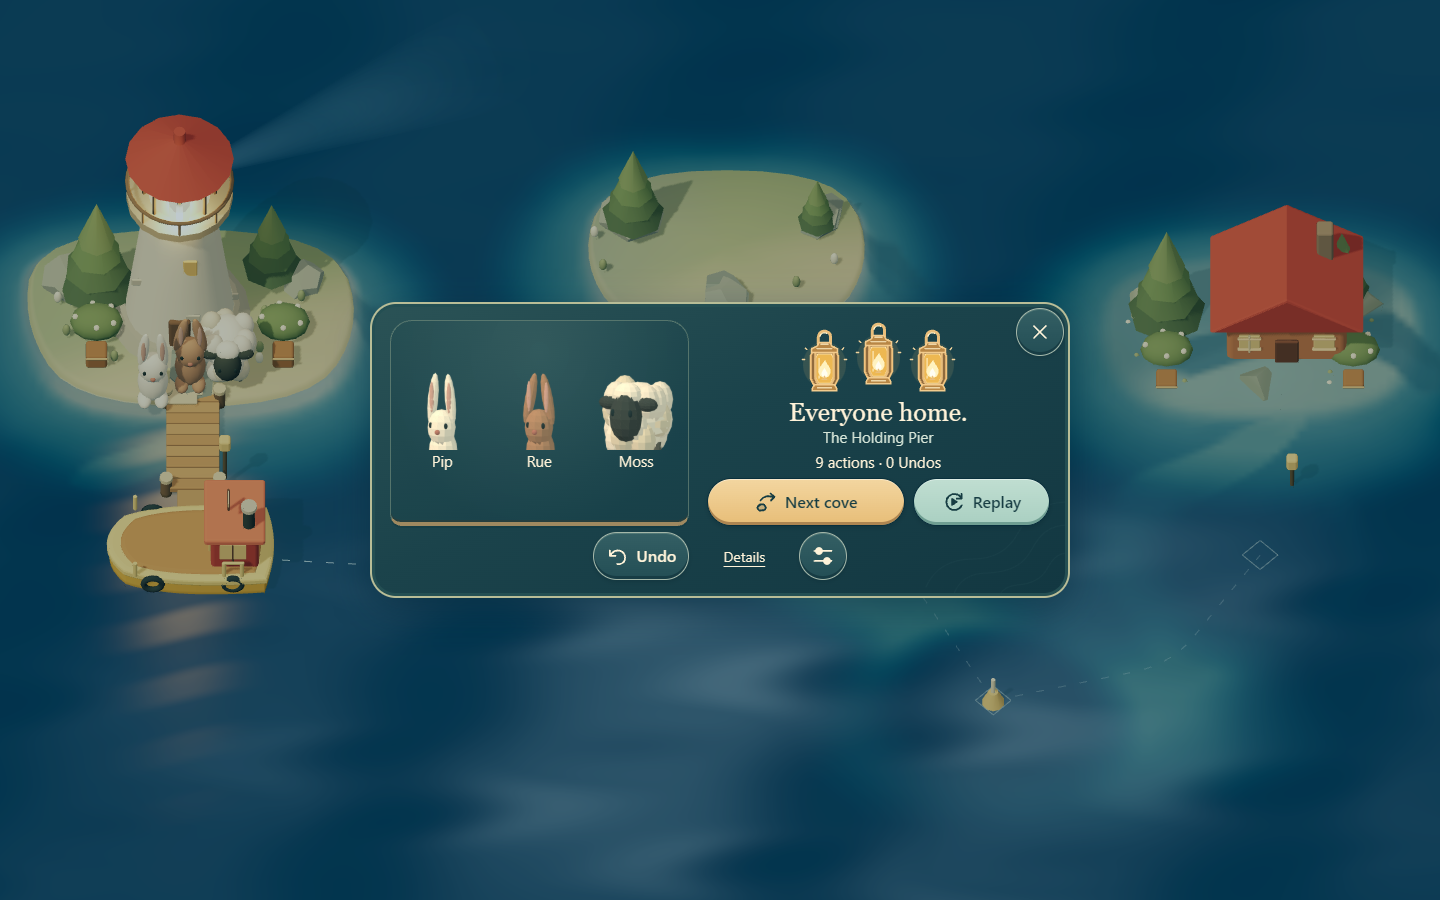 Pip
Rue
Moss
Everyone home.
The Holding Pier
9 actions · 0 Undos
Next cove
Replay
Undo
Details